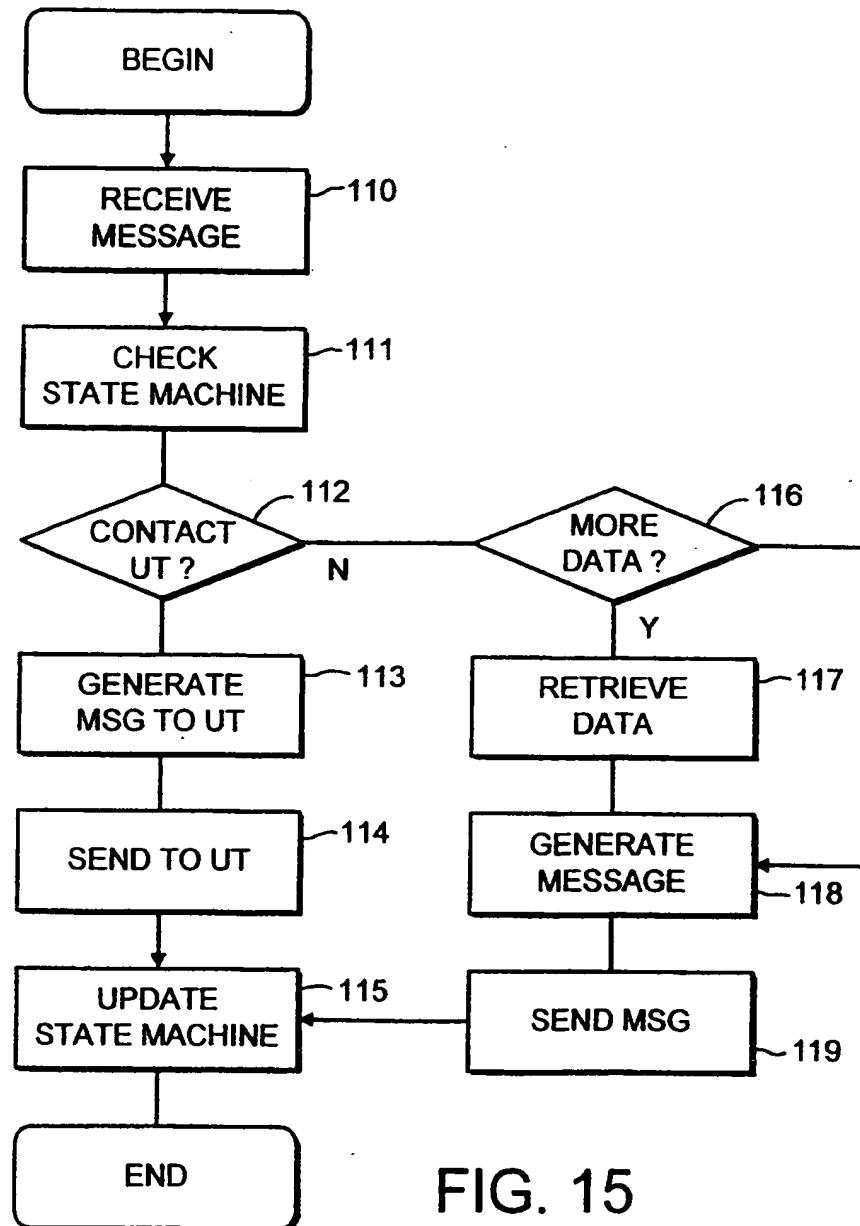 BEGIN
RECEIVE
MESSAGE
110
CHECK
STATE MACHINE
111
CONTACT
UT ?
112
N
MORE
DATA ?
116
Y
GENERATE
MSG TO UT
113
RETRIEVE
DATA
117
SEND TO UT
114
GENERATE
MESSAGE
118
UPDATE
STATE MACHINE
115
SEND MSG
119
END
FIG. 15